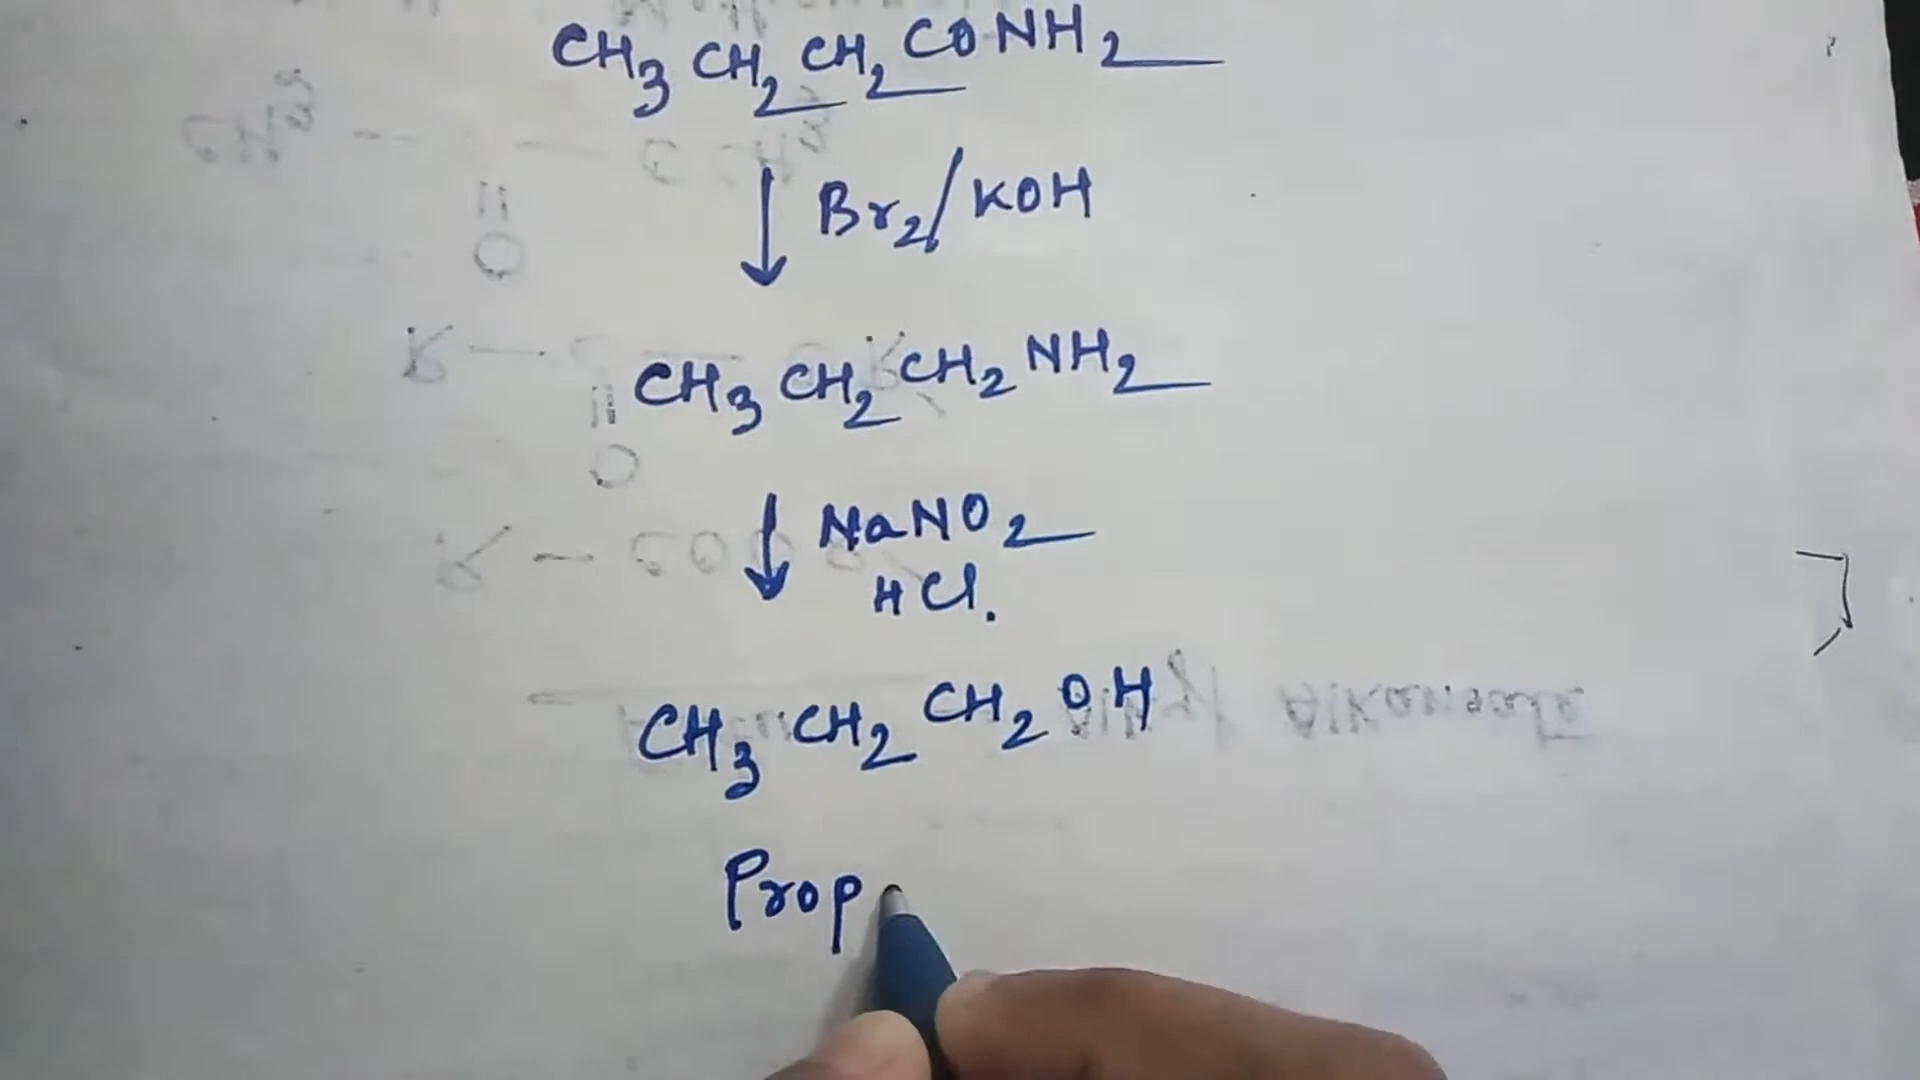 CH3 CH2 CH2 CONH2
Br2/KOH
CH3 CH2 CH2 NH2
NaNO2
HCl.
CH3 CH2 CH2 OH
Prop